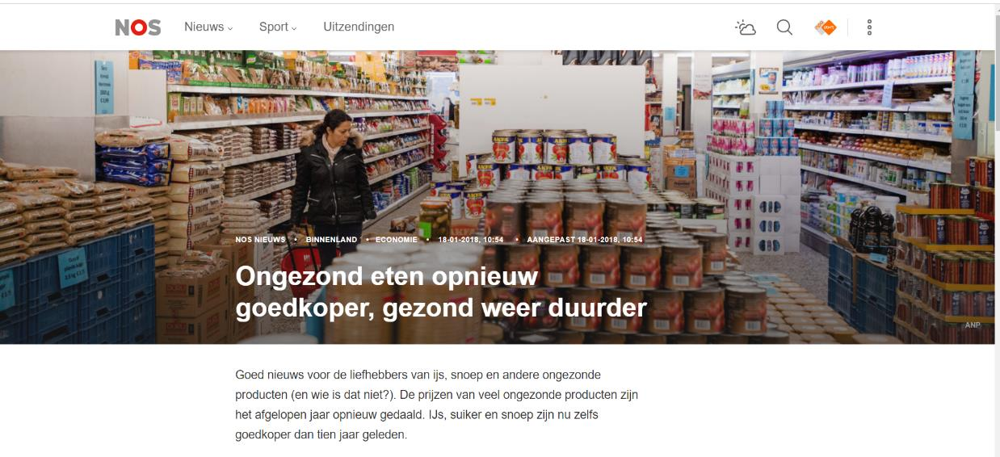 NOS Nieuws Sport Uitzendingen
NOS NIEUWS • BINNENLAND • ECONOMIE • 18-01-2018, 10:54 • AANGEPAST 18-01-2018, 10:54
Ongezond eten opnieuw
goedkoper, gezond weer duurder
ANP
Goed nieuws voor de liefhebbers van ijs, snoep en andere ongezonde
producten (en wie is dat niet?). De prijzen van veel ongezonde producten zijn
het afgelopen jaar opnieuw gedaald. IJs, suiker en snoep zijn nu zelfs
goedkoper dan tien jaar geleden.